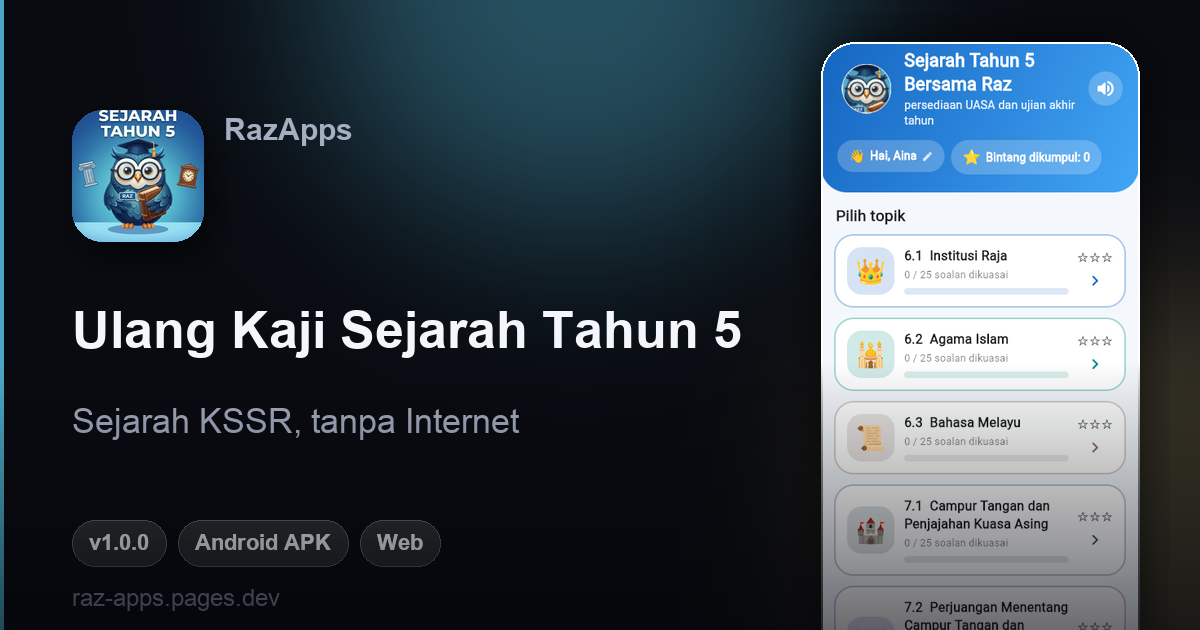 SEJARAH
TAHUN 5
RAZ
RazApps
Ulang Kaji Sejarah Tahun 5
Sejarah KSSR, tanpa Internet
v1.0.0
Android APK
Web
raz-apps.pages.dev
Sejarah Tahun 5
Bersama Raz
persediaan UASA dan ujian akhir
tahun
Hai, Aina
Bintang dikumpul: 0
Pilih topik
6.1 Institusi Raja
0 / 25 soalan dikuasai
6.2 Agama Islam
0 / 25 soalan dikuasai
6.3 Bahasa Melayu
0 / 25 soalan dikuasai
7.1 Campur Tangan dan
Penjajahan Kuasa Asing
0 / 25 soalan dikuasai
7.2 Perjuangan Menentang
Campur Tangan dan